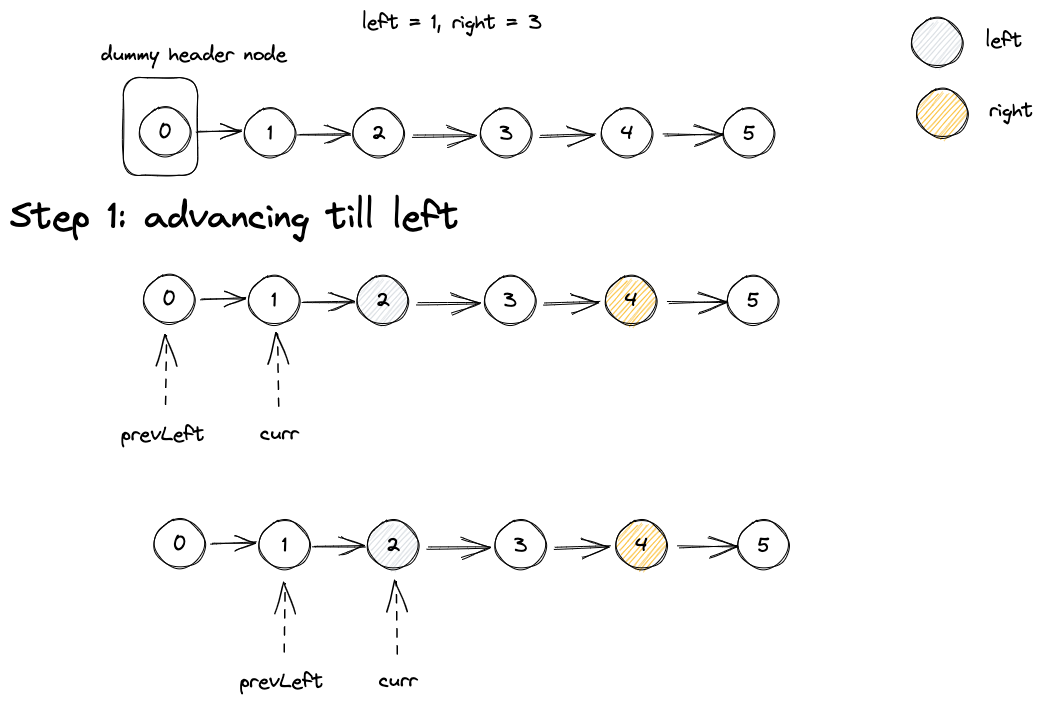 left = 1, right = 3
left
dummy header node
right
0 1 2 3 4 5
Step 1: advancing till left
0 1 2 3 4 5
prevLeft curr
0 1 2 3 4 5
prevLeft curr